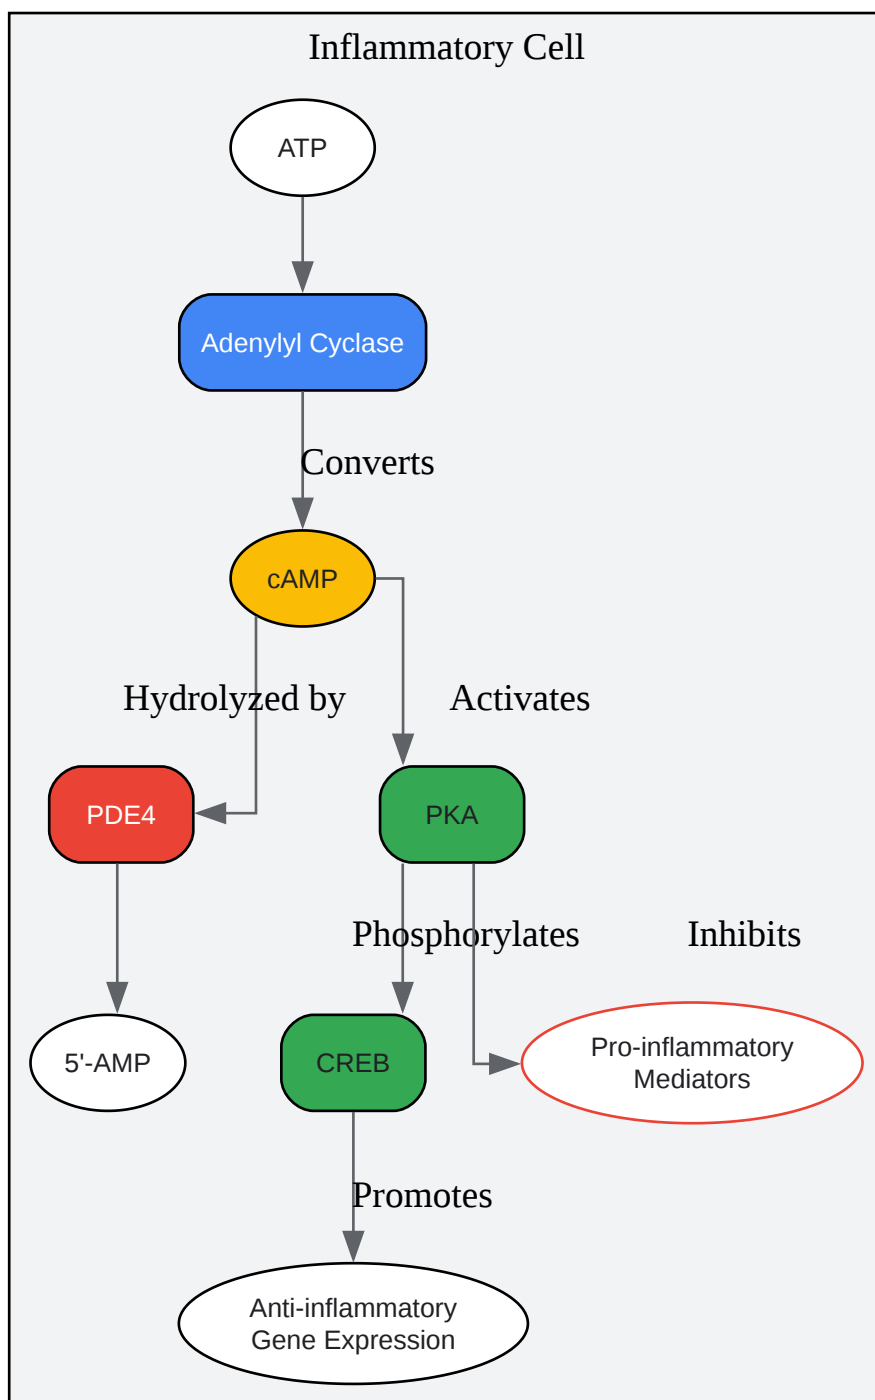 Inflammatory Cell
ATP
Adenylyl Cyclase
Converts
cAMP
Hydrolyzed by
Activates
PDE4
PKA
Phosphorylates
Inhibits
5'-AMP
CREB
Pro-inflammatory
Mediators
Promotes
Anti-inflammatory
Gene Expression